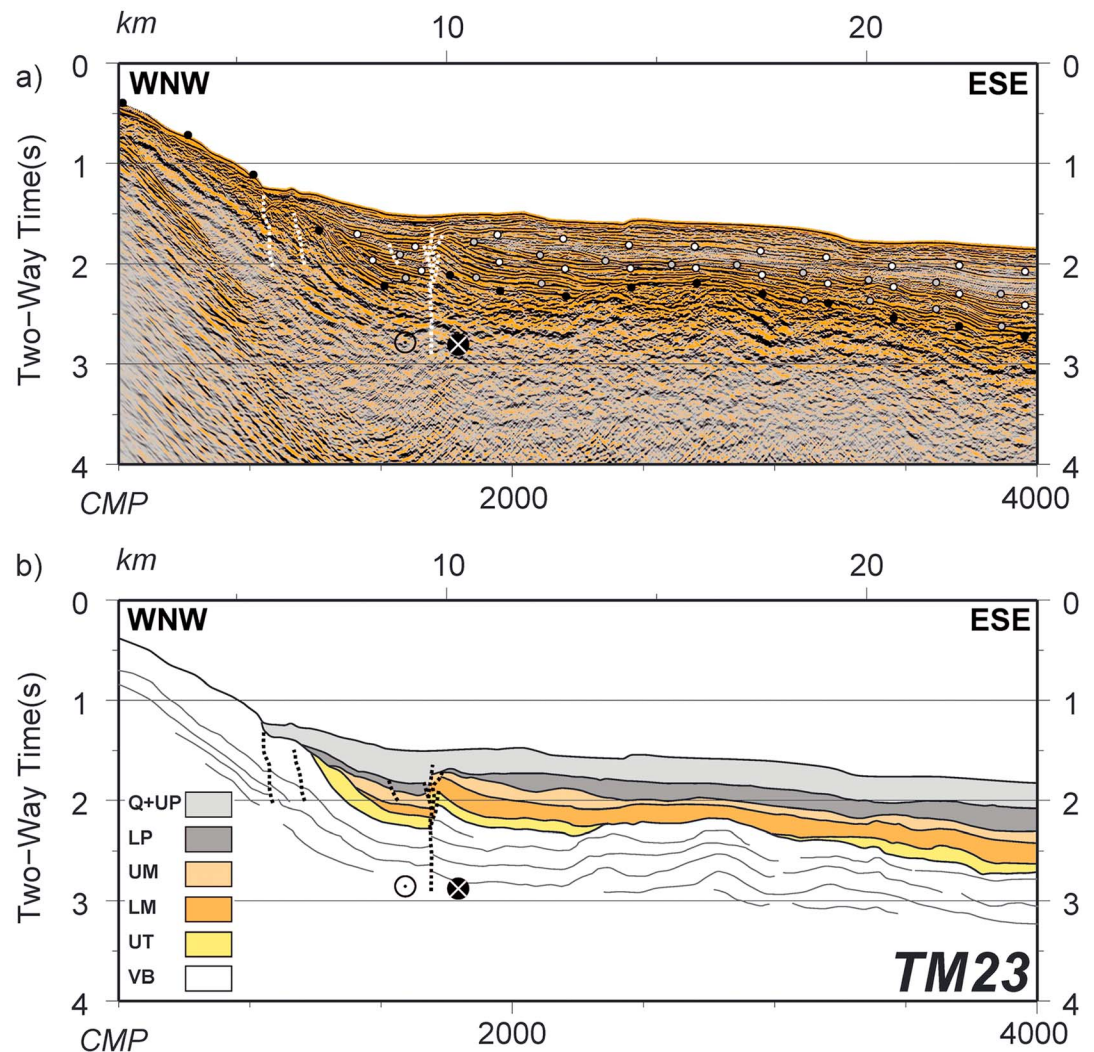 km 10 20
a) 0 WNW ESE 0
1 1
Two-Way Time(s)
2 2
3 3
4 4
CMP 2000 4000
km 10 20
b) 0 WNW ESE 0
1 1
Two-Way Time(s)
2 2
Q+UP
LP
UM
3 3
LM
UT
VB
TM23
4 4
CMP 2000 4000